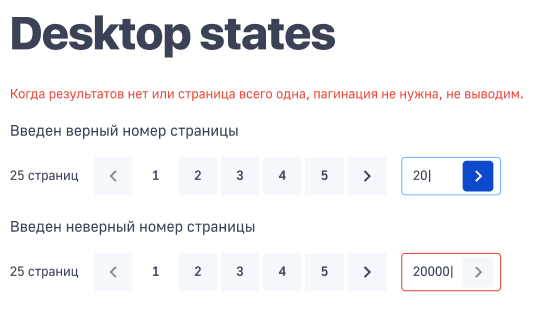 Desktop states
Когда результатов нет или страница всего одна, пагинация не нужна, не выводим.
Введен верный номер страницы
25 страниц 1 2 3 4 5 20
Введен неверный номер страницы
25 страниц 1 2 3 4 5 20000